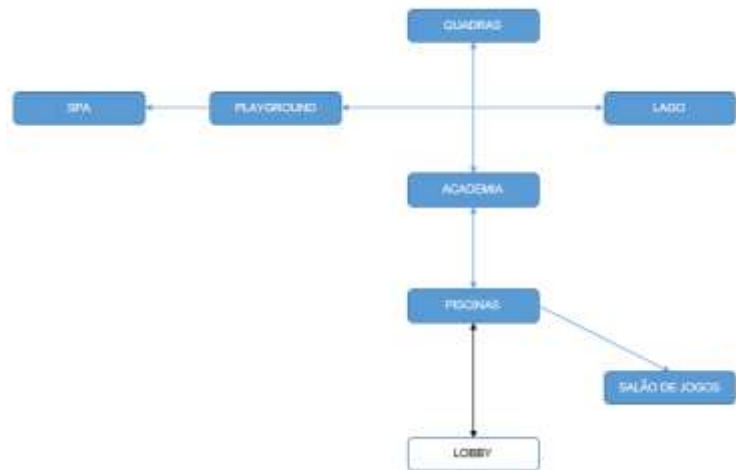 QUADRAS
SPA
PLAYGROUND
LAGO
ACADEMIA
PISCINAS
SALÃO DE JOGOS
LOBBY